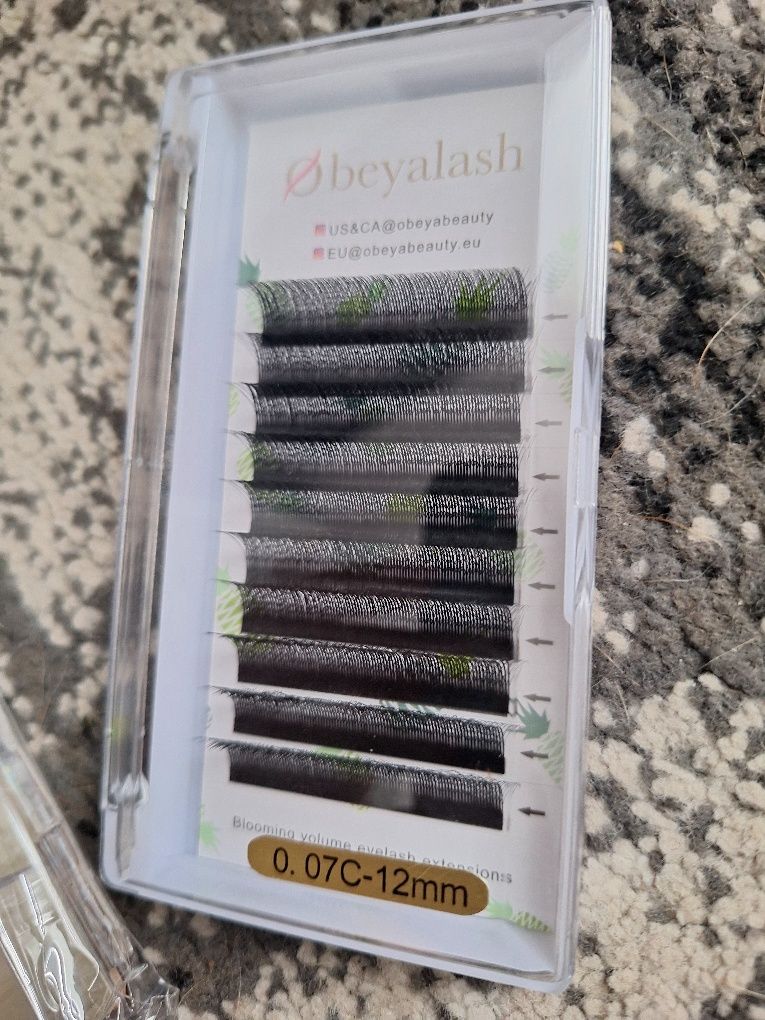 Øbeyalash
US&CA@obeyabeauty
EU@obeyabeauty.eu
Blooming volume eyelash extensions
0.07C-12mm